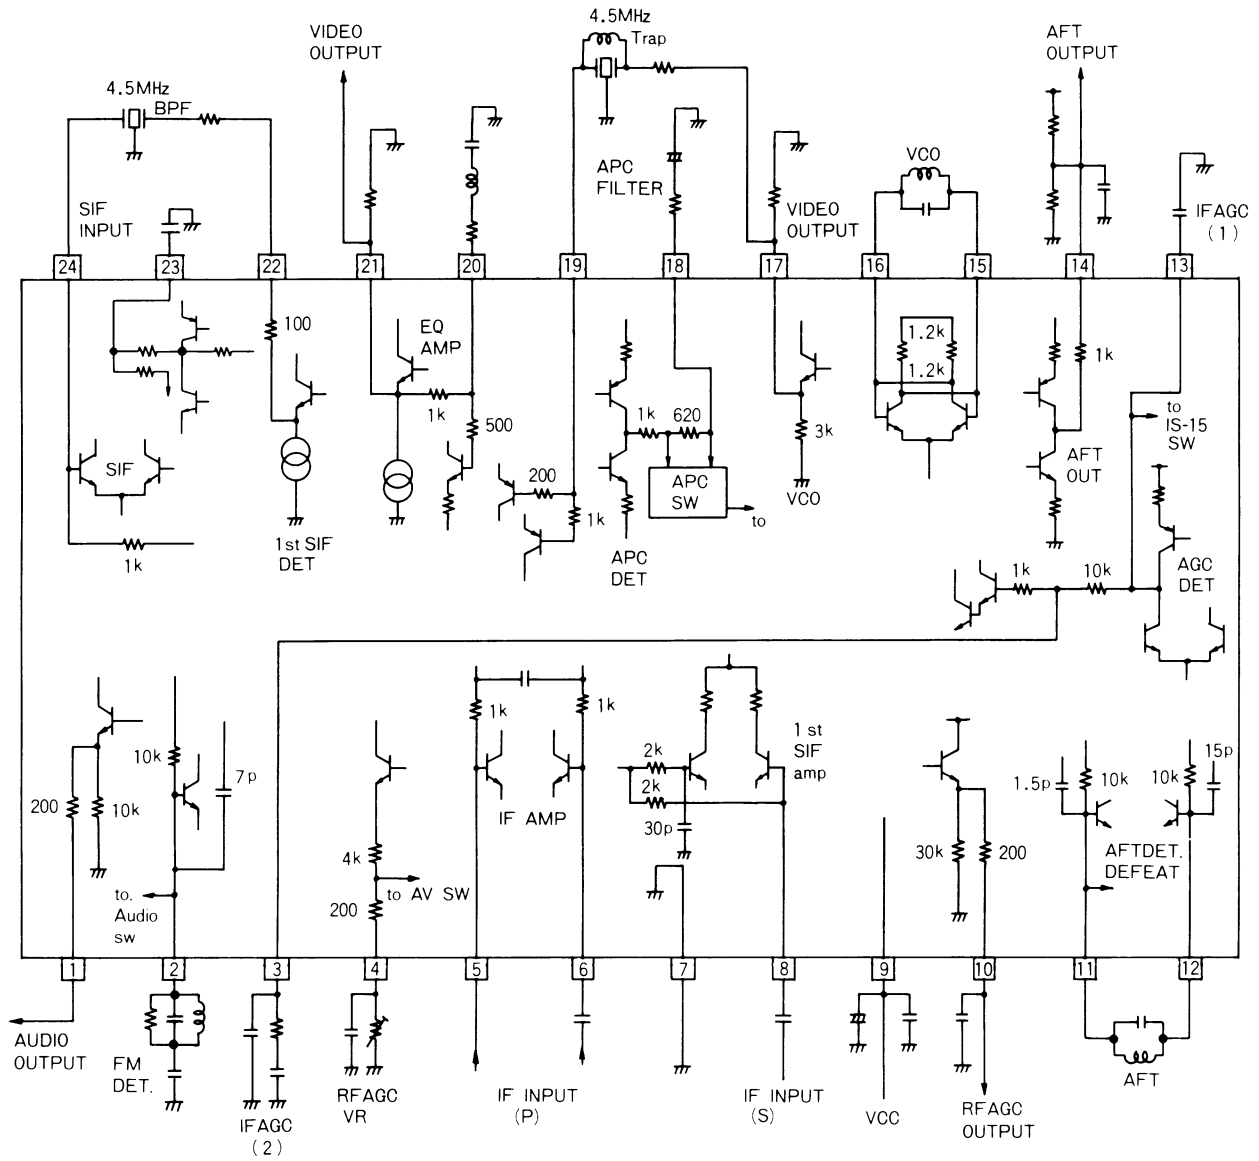 4.5MHz
Trap
VIDEO
OUTPUT
AFT
OUTPUT
4.5MHz
BPF
SIF
INPUT
APC
FILTER
VCO
VIDEO
OUTPUT
IFAGC
(1)
24
23
22
21
20
19
18
17
16
15
14
13
100
EQ
AMP
1k
500
1.2k
1.2k
1k
1k
620
3k
to
IS-15
SW
SIF
200
1k
APC
SW
to
VCO
AFT
OUT
1k
1st SIF
DET
APC
DET
1k
10k
AGC
DET
1k
1k
1st
SIF
amp
10k
7p
2k
2k
200
10k
IF AMP
30p
1.5p
10k
10k
15p
4k
30k
200
AFTDET.
DEFEAT
to.
Audio
sw
to AV SW
200
1
2
3
4
5
6
7
8
9
10
11
12
AUDIO
OUTPUT
FM
DET.
IFAGC
(2)
RFAGC
VR
IF INPUT
(P)
IF INPUT
(S)
VCC
RFAGC
OUTPUT
AFT